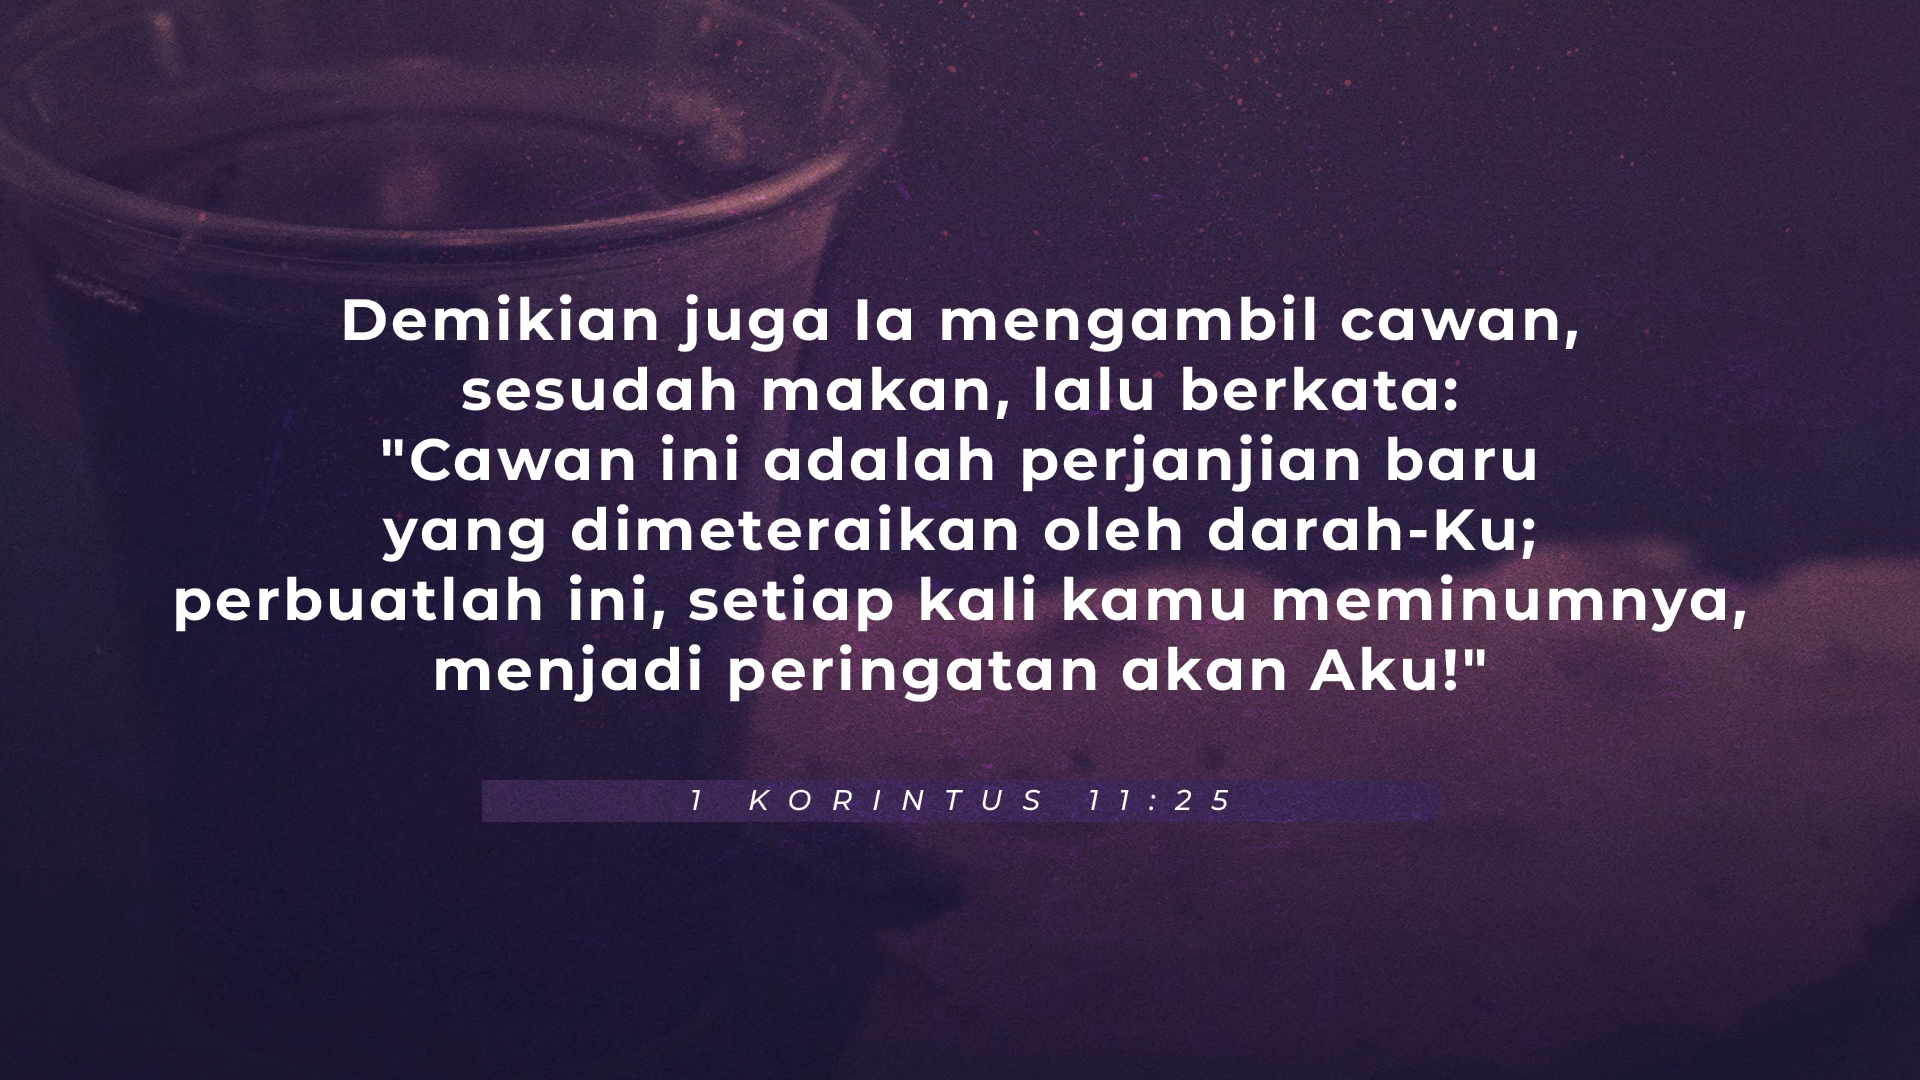 Demikian juga Ia mengambil cawan,
sesudah makan, lalu berkata:
"Cawan ini adalah perjanjian baru
yang dimeteraikan oleh darah-Ku;
perbuatlah ini, setiap kali kamu meminumnya,
menjadi peringatan akan Aku!"
1 KORINTUS 11:25